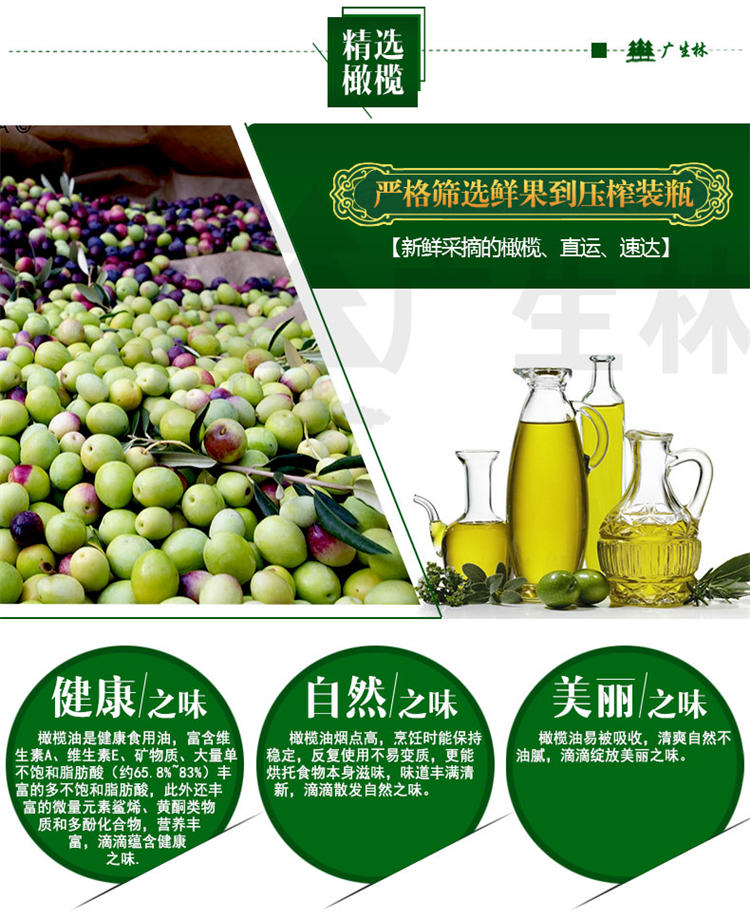 精选
橄榄
广生林
严格筛选鲜果到压榨装瓶
【新鲜采摘的橄榄、直运、速达】
广生林
健康/之味
橄榄油是健康食用油，富含维
生素A、维生素E、矿物质、大量单
不饱和脂肪酸（约65.8%~83%）丰
富的多不饱和脂肪酸，此外还丰
富的微量元素鲨烯、黄酮类物
质和多酚化合物，营养丰
富，滴滴蕴含健康
之味.
自然/之味
橄榄油烟点高，烹饪时能保持
稳定，反复使用不易变质，更能
烘托食物本身滋味，味道丰满清
新，滴滴散发自然之味。
美丽/之味
橄榄油易被吸收，清爽自然不
油腻，滴滴绽放美丽之味。